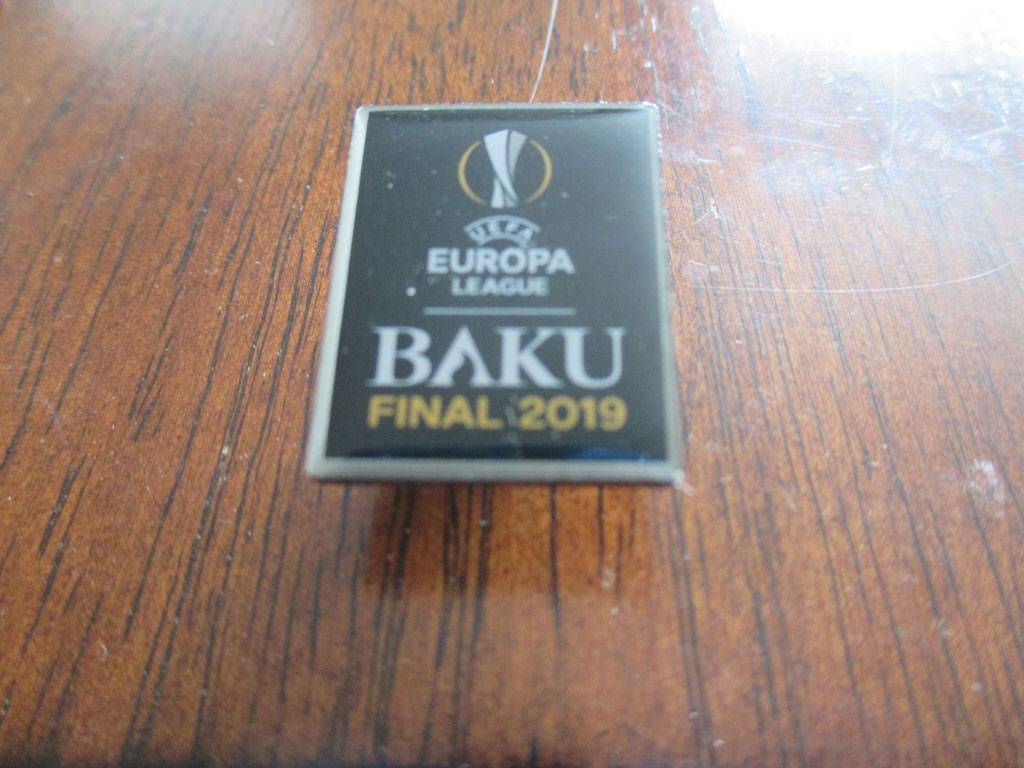 UEFA
EUROPA
LEAGUE
BAKU
FINAL 2019